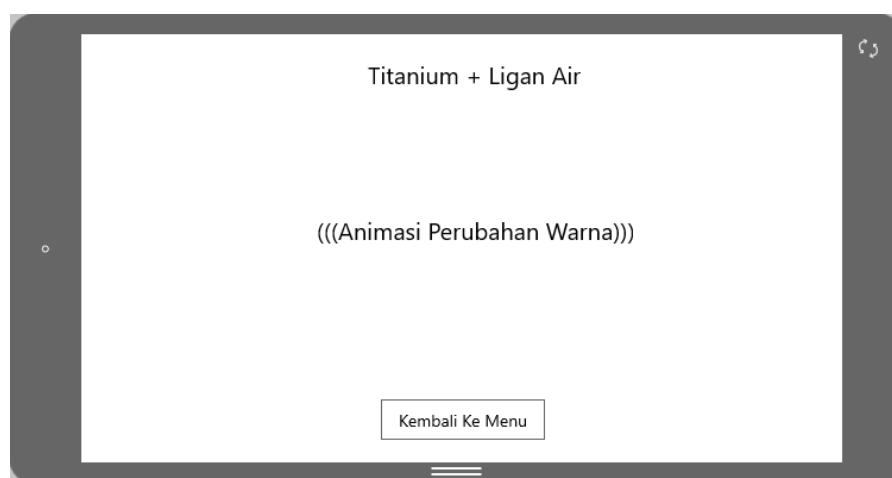 Titanium + Ligan Air
(((Animasi Perubahan Warna)))
Kembali Ke Menu